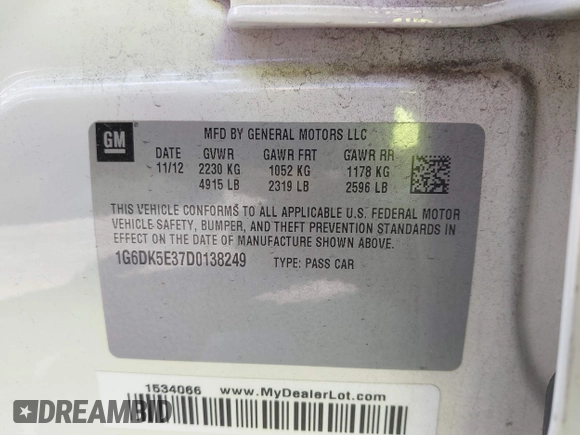 GM
MFD BY GENERAL MOTORS LLC
DATE GVWR GAWR FRT GAWR RR
11/12 2230 KG 1052 KG 1178 KG
4915 LB 2319 LB 2596 LB
THIS VEHICLE CONFORMS TO ALL APPLICABLE U.S. FEDERAL MOTOR
VEHICLE SAFETY, BUMPER, AND THEFT PREVENTION STANDARDS IN
EFFECT ON THE DATE OF MANUFACTURE SHOWN ABOVE.
1G6DK5E37D0138249 TYPE: PASS CAR
1534066 www.MyDealerLot.com
DREAMBID